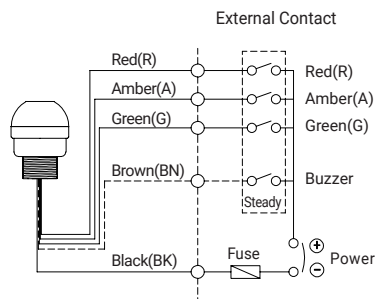 External Contact
Red(R) Red(R)
Amber(A) Amber(A)
Green(G) Green(G)
Brown(BN) Buzzer
Steady
Black(BK) Fuse + Power −